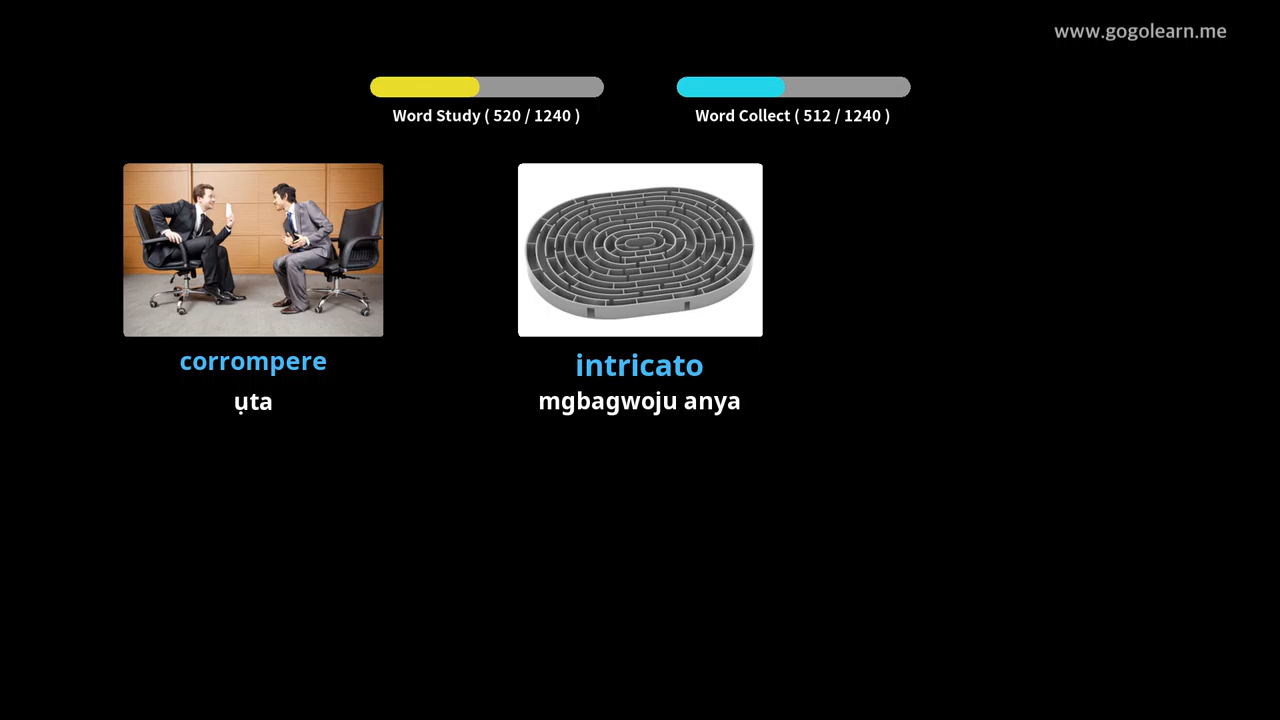 www.gogolearn.me
Word Study ( 520 / 1240 )
Word Collect ( 512 / 1240 )
corrompere
ụta
intricato
mgbagwoju anya